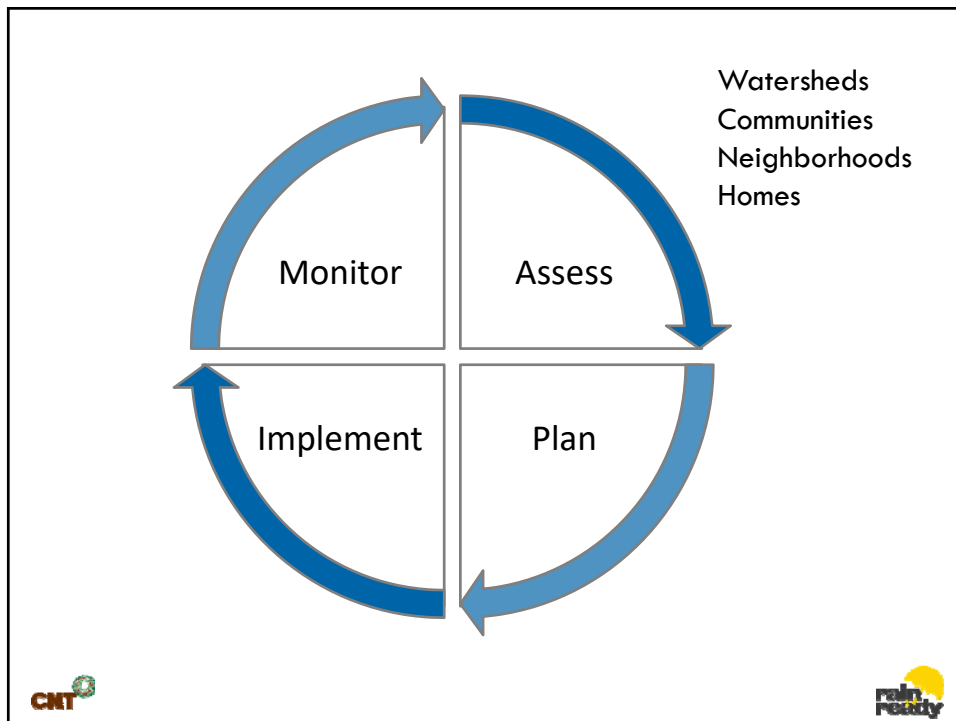 Watersheds
Communities
Neighborhoods
Homes
Monitor
Assess
Implement
Plan
CNT
rain
ready